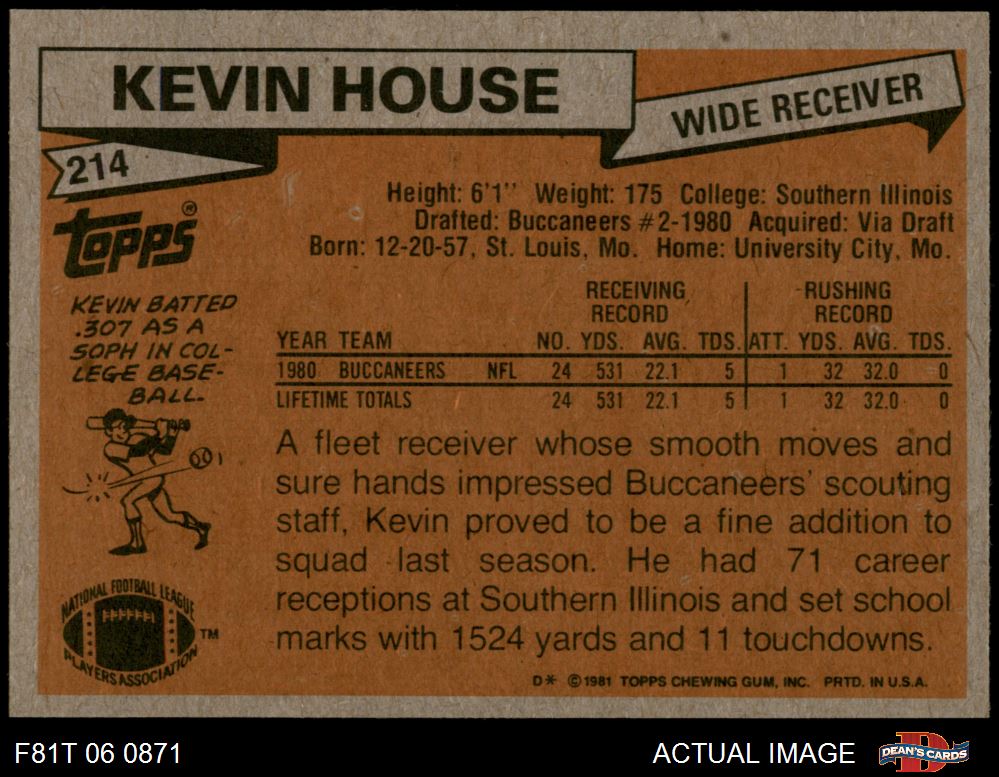 KEVIN HOUSE
WIDE RECEIVER
214
TOPPS®
Height: 6'1'' Weight: 175 College: Southern Illinois
Drafted: Buccaneers #2-1980 Acquired: Via Draft
Born: 12-20-57, St. Louis, Mo. Home: University City, Mo.
KEVIN BATTED
.307 AS A
SOPH IN COL-
LEGE BASE-
BALL.
RECEIVING RUSHING
RECORD RECORD
YEAR TEAM NO. YDS. AVG. TDS. ATT. YDS. AVG. TDS.
1980 BUCCANEERS NFL 24 531 22.1 5 1 32 32.0 0
LIFETIME TOTALS 24 531 22.1 5 1 32 32.0 0
A fleet receiver whose smooth moves and
sure hands impressed Buccaneers' scouting
staff, Kevin proved to be a fine addition to
squad last season. He had 71 career
receptions at Southern Illinois and set school
marks with 1524 yards and 11 touchdowns.
NATIONAL FOOTBALL LEAGUE
PLAYERS ASSOCIATION
TM
D* © 1981 TOPPS CHEWING GUM, INC. PRTD. IN U.S.A.
F81T 06 0871
ACTUAL IMAGE
D
DEAN'S CARDS